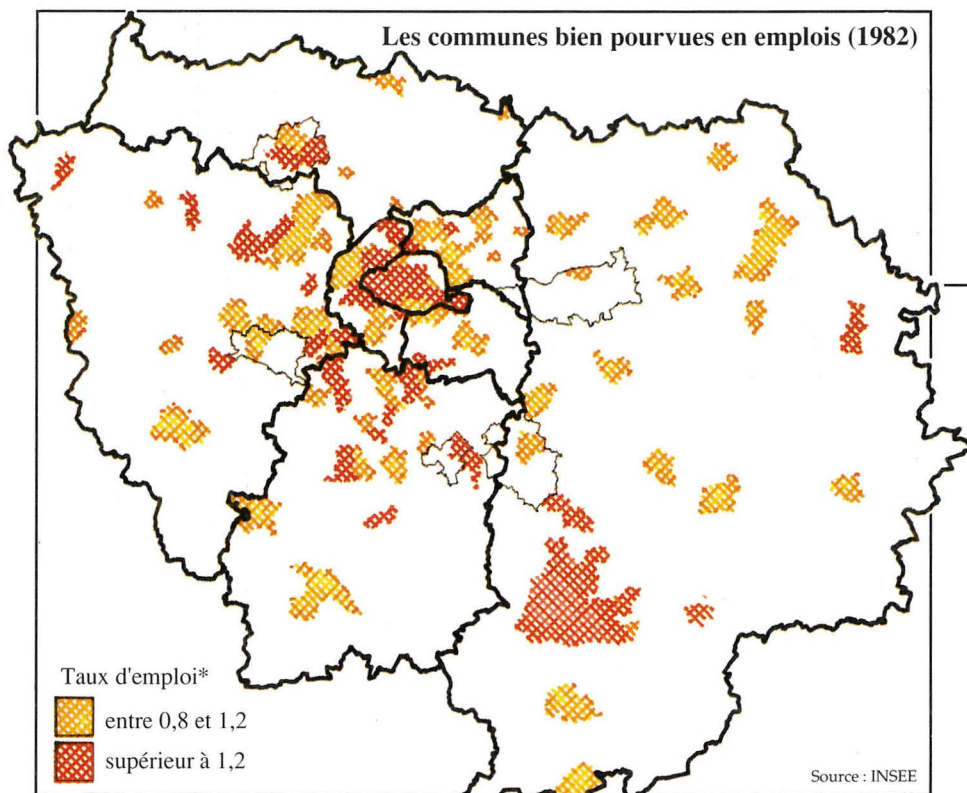 Les communes bien pourvues en emplois (1982)
Taux d'emploi*
entre 0,8 et 1,2
supérieur à 1,2
Source : INSEE